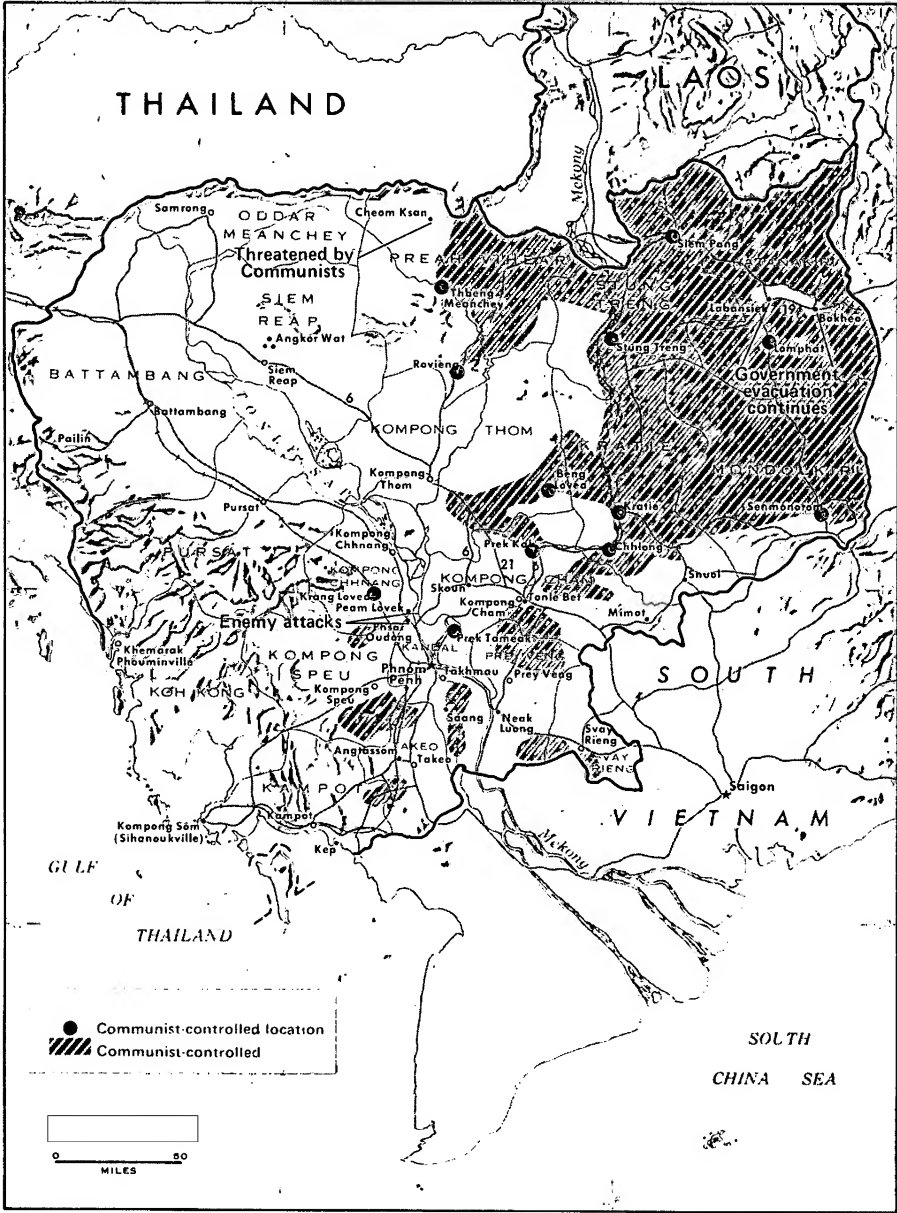 THAILAND
LAOS
Mekong
Samrong
ODDAR
MEANCHEY
Cheom Ksan
Threatened by
Communists
PREAH VIHEAR
Siem Pang
STUNG
TRENG
SIEM
REAP
Thbeng
Meanchey
Labansiek
19
Bokheo
Angkor Wat
Siem
Reap
Rovieng
Stung Treng
Lomphat
Government
evacuation
continues
BATTAMBANG
Battambang
6
KOMPONG THOM
Pailin
KRATIE
MONDOLKIRI
Kompong
Thom
Beng
Lovea
Pursat
Kratie
Senmonorom
Kompong
Chhnang
PURSAT
Prek Kak
Chhlong
6
21
KOMPONG
CHHNANG
KOMPONG CHAM
Snuol
Skoun
Krang Lovea
Peam Lovek
Kompong
Cham
Tonle Bet
Mimot
Enemy attacks
Phsar
Oudong
KANDAL
Prek Tameak
PREY VENG
Khemarak
Phouminville
KOMPONG
SPEU
Phnom
Penh
Takhmau
SOUTH
KOH KONG
Kompong
Speu
Prey Veng
Saang
Neak
Luong
Svay
Rieng
SVAY
RIENG
Angtassom
TAKEO
Takeo
KAMPOT
Saigon
Kompong Som
(Sihanoukville)
Kampot
Kep
VIETNAM
Mekong
GULF
OF
THAILAND
Communist-controlled location
Communist-controlled
SOUTH
CHINA SEA
0 50
MILES